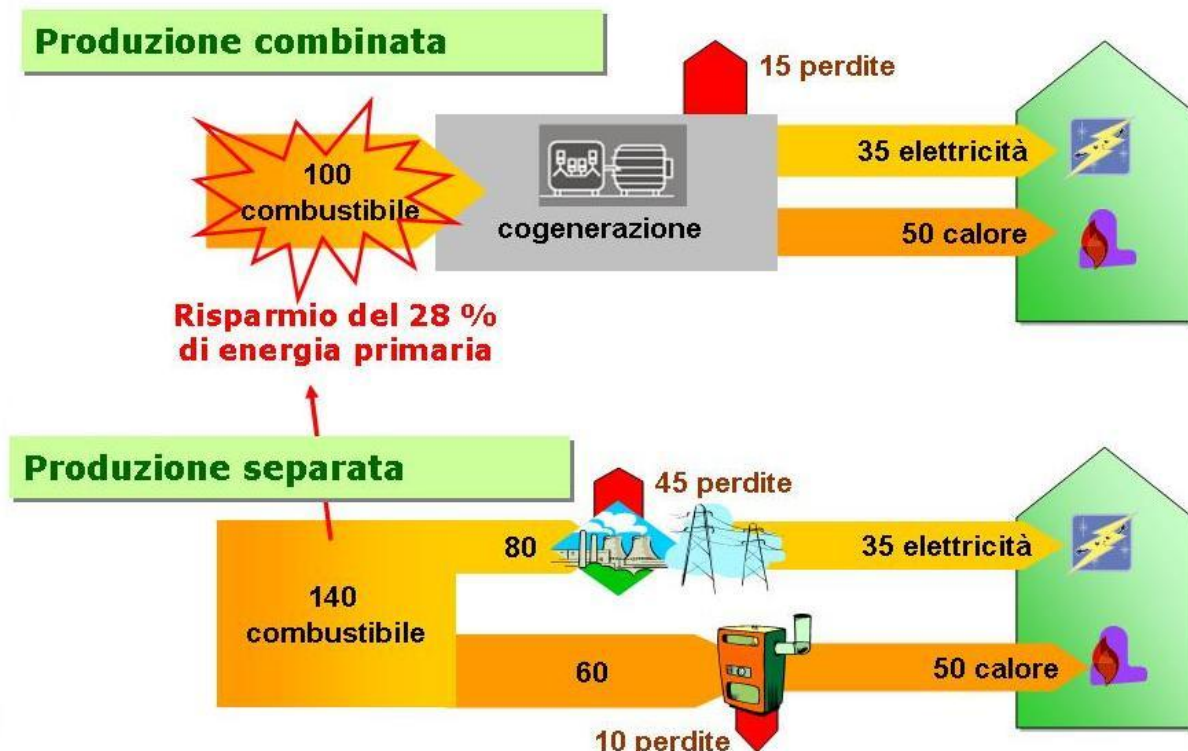 Produzione combinata
15 perdite
100
combustibile
cogenerazione
35 elettricità
50 calore
Risparmio del 28 %
di energia primaria
Produzione separata
45 perdite
80
35 elettricità
140
combustibile
60
50 calore
10 perdite